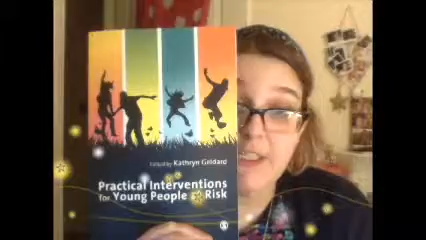 Edited by Kathryn Geldard
Practical Interventions
for Young People at Risk